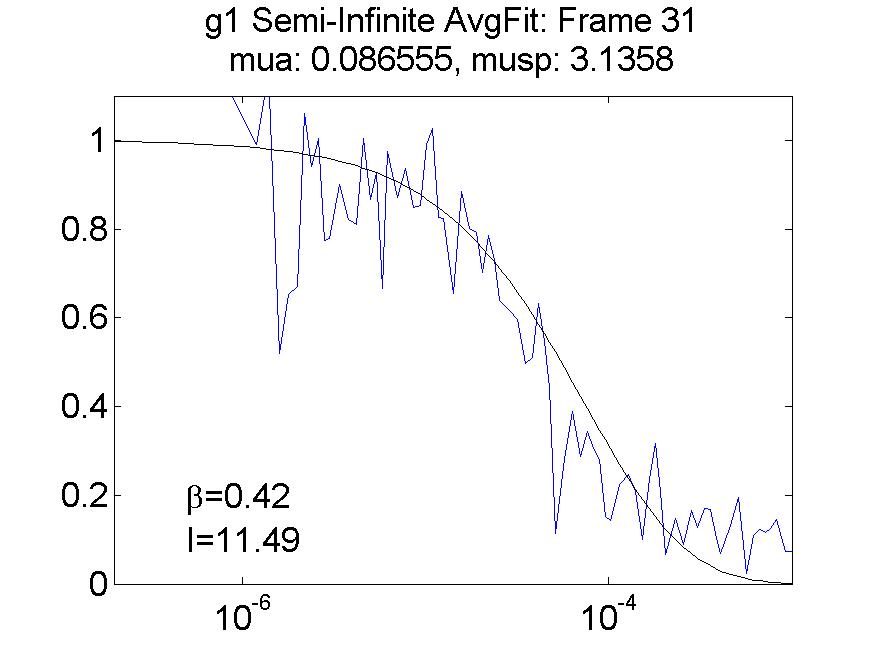 g1 Semi-Infinite AvgFit: Frame 31
mua: 0.086555, musp: 3.1358
1
0.8
0.6
0.4
0.2
0
β=0.42
I=11.49
10^-6
10^-4